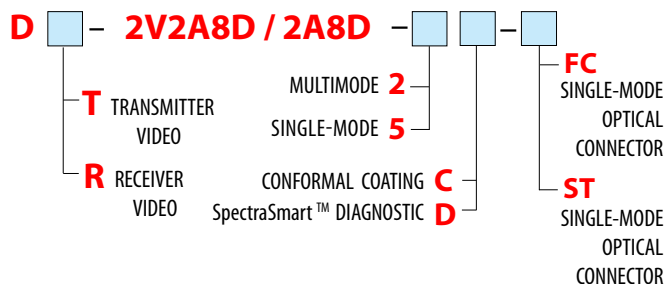 D – 2V2A8D / 2A8D – –
T TRANSMITTER
VIDEO
R RECEIVER
VIDEO
MULTIMODE 2
SINGLE-MODE 5
CONFORMAL COATING C
SpectraSmart™ DIAGNOSTIC D
FC
SINGLE-MODE
OPTICAL
CONNECTOR
ST
SINGLE-MODE
OPTICAL
CONNECTOR